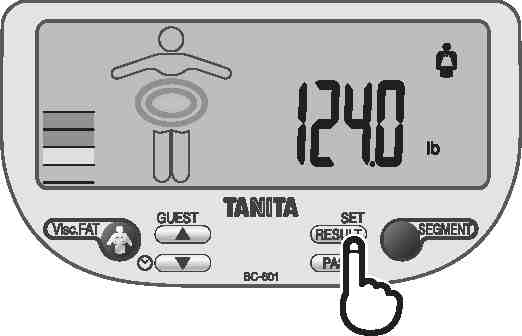 124.0
lb
TANITA
Visc.FAT
GUEST
SET
RESULT
SEGMENT
PA
BC-601